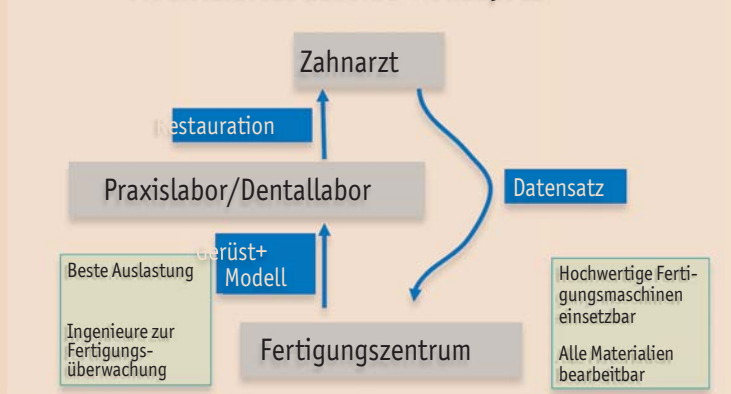 Zahnarzt
Restauration
Praxislabor/Dentallabor
Datensatz
Gerüst+
Modell
Beste Auslastung
Ingenieure zur
Fertigungs-
überwachung
Fertigungszentrum
Hochwertige Ferti-
gungsmaschinen
einsetzbar
Alle Materialien
bearbeitbar